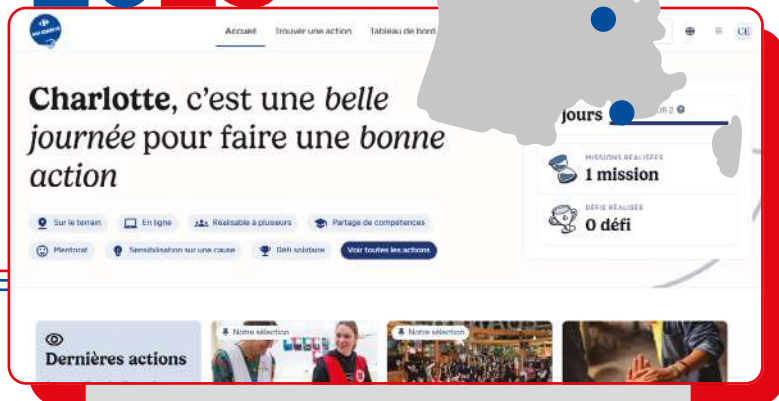 Accueil Trouver une action Tableau de bord
CE
Charlotte, c'est une belle
journée pour faire une bonne
action
jours
MISSIONS RÉALISÉES
1 mission
DÉFIS RÉALISÉS
0 défi
Sur le terrain En ligne Réalisable à plusieurs Partage de compétences
Mentorat Sensibilisation sur une cause Défi solidaire Voir toutes les actions
Notre sélection Notre sélection
Dernières actions